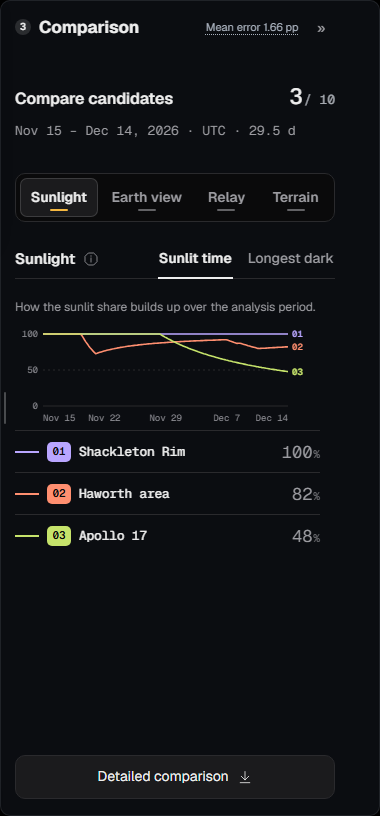 3 Comparison Mean error 1.66 pp »
Compare candidates 3 / 10
Nov 15 – Dec 14, 2026 · UTC · 29.5 d
Sunlight Earth view Relay Terrain
Sunlight Sunlit time Longest dark
How the sunlit share builds up over the analysis period.
100
50
0
01
02
03
Nov 15 Nov 22 Nov 29 Dec 7 Dec 14
01 Shackleton Rim 100%
02 Haworth area 82%
03 Apollo 17 48%
Detailed comparison